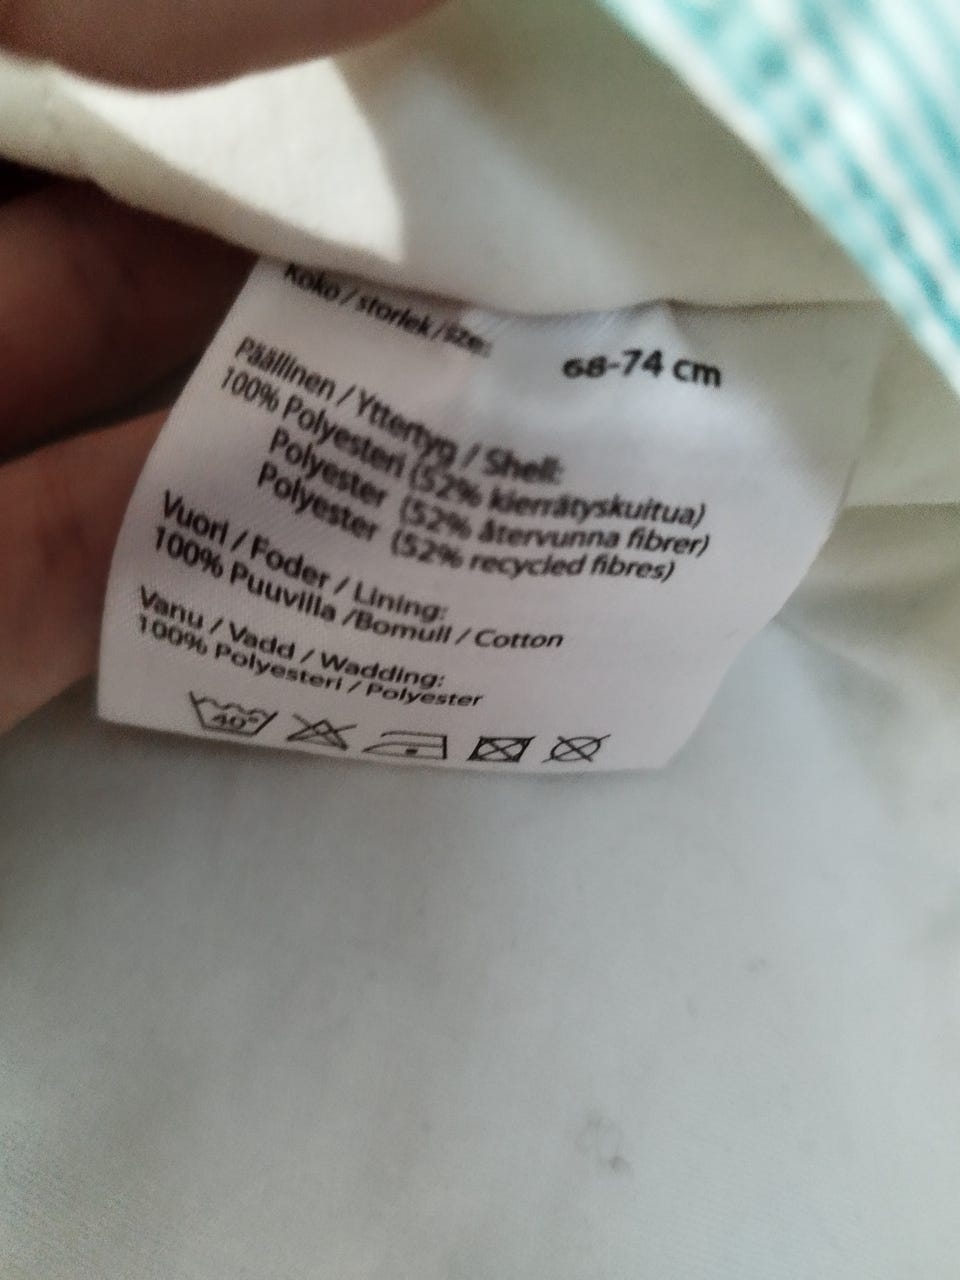 Koko / storlek / size: 68-74 cm
Päällinen / Yttertyg / Shell:
100% Polyesteri (52% kierrätyskuitua)
Polyester (52% återvunna fibrer)
Polyester (52% recycled fibres)
Vuori / Foder / Lining:
100% Puuvilla /Bomull / Cotton
Vanu / Vadd / Wadding:
100% Polyesteri / Polyester
40°